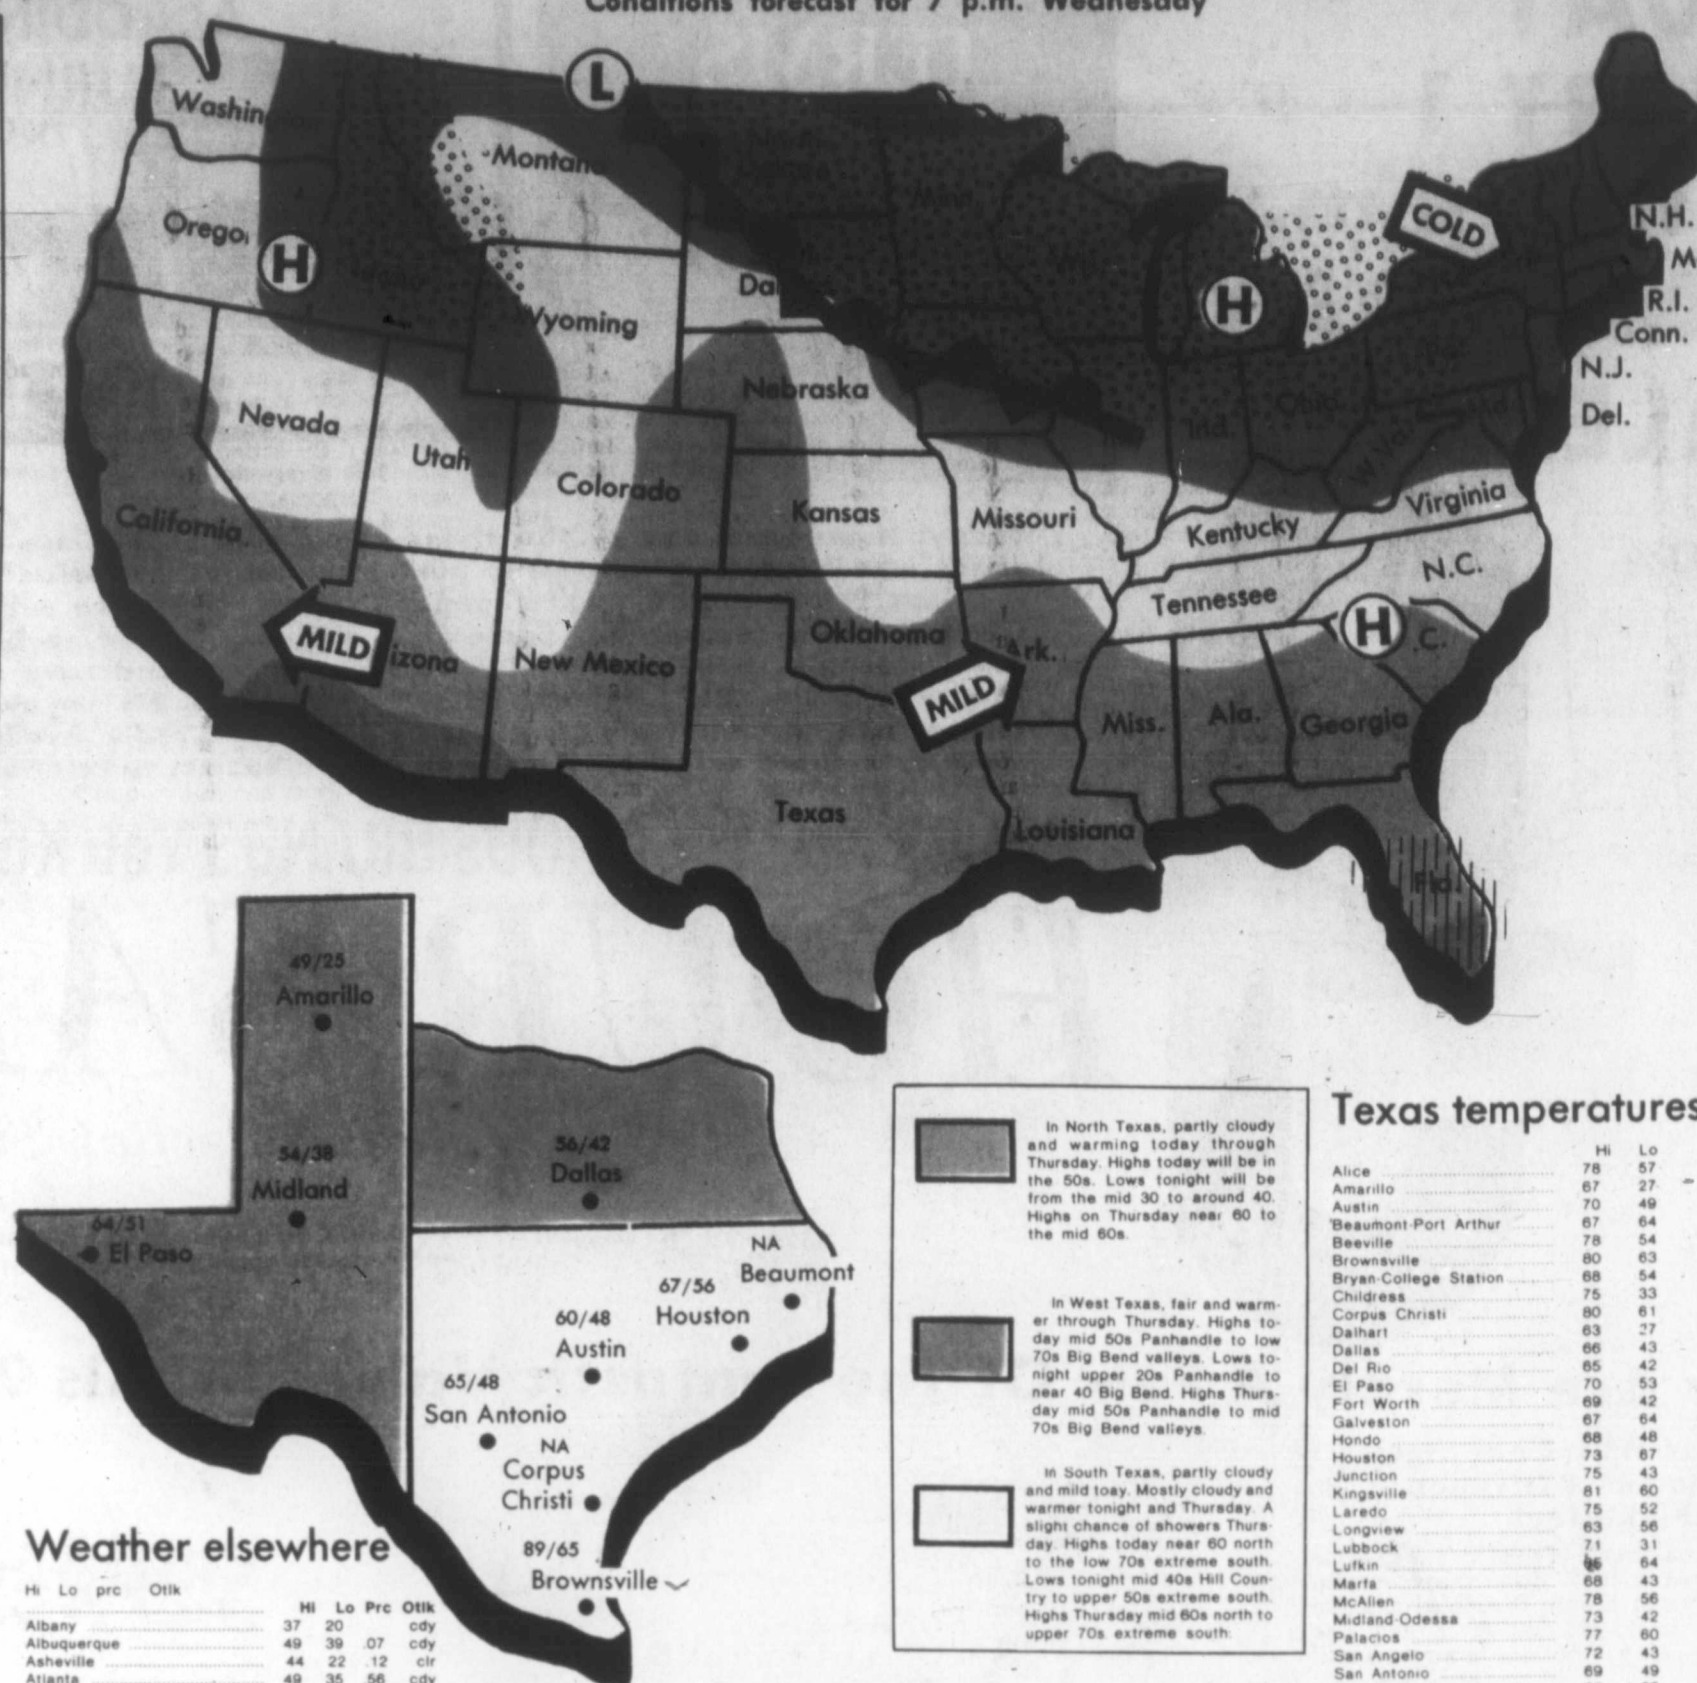 Conditions forecast for 7 p.m. Wednesday
L
Montana
Oregon
COLD
N.H.
M
H
H
R.I.
Conn.
Wyoming
N.J.
Del.
Nebraska
Nevada
Utah
Ind.
Ohio
Colorado
Kansas
Missouri
W.Va.
Virginia
California
Kentucky
N.C.
Tennessee
H
.C.
MILD
izona
New Mexico
Oklahoma
Ark.
MILD
Miss.
Ala.
Georgia
Texas
Louisiana
Fla.
49/25
Amarillo
54/38
Midland
56/42
Dallas
64/51
El Paso
NA
Beaumont
67/56
Houston
60/48
Austin
65/48
San Antonio
NA
Corpus
Christi
89/65
Brownsville
In North Texas, partly cloudy
and warming today through
Thursday. Highs today will be in
the 50s. Lows tonight will be
from the mid 30 to around 40.
Highs on Thursday near 60 to
the mid 60s.
In West Texas, fair and warm-
er through Thursday. Highs to-
day mid 50s Panhandle to low
70s Big Bend valleys. Lows to-
night upper 20s Panhandle to
near 40 Big Bend. Highs Thurs-
day mid 50s Panhandle to mid
70s Big Bend valleys.
In South Texas, partly cloudy
and mild toay. Mostly cloudy and
warmer tonight and Thursday. A
slight chance of showers Thurs-
day. Highs today near 60 north
to the low 70s extreme south.
Lows tonight mid 40s Hill Coun-
try to upper 50s extreme south.
Highs Thursday mid 60s north to
upper 70s extreme south.
Texas temperatures
Hi Lo
Alice 78 57
Amarillo 67 27
Austin 70 49
Beaumont-Port Arthur 67 64
Beeville 78 54
Brownsville 80 63
Bryan-College Station 68 54
Childress 75 33
Corpus Christi 80 61
Dalhart 63 27
Dallas 66 43
Del Rio 65 42
El Paso 70 53
Fort Worth 69 42
Galveston 67 64
Hondo 68 48
Houston 73 67
Junction 75 43
Kingsville 81 60
Laredo 75 52
Longview 63 56
Lubbock 71 31
Lufkin 64
Marfa 68 43
McAllen 78 56
Midland-Odessa 73 42
Palacios 77 60
San Angelo 72 43
San Antonio 69 49
Weather elsewhere
Hi Lo prc Otlk
Hi Lo Prc Otlk
Albany 37 20 cdy
Albuquerque 49 39 .07 cdy
Asheville 44 22 .12 clr
Atlanta 49 35 .56 cdy